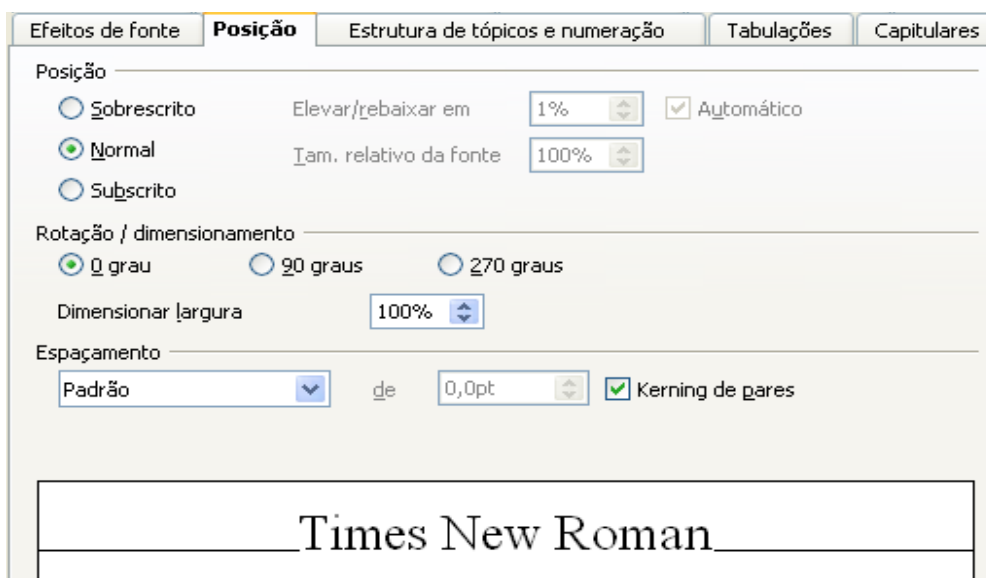 Efeitos de fonte Posição Estrutura de tópicos e numeração Tabulações Capitulares
Posição
Sobrescrito Elevar/rebaixar em 1% Automático
Normal Tam. relativo da fonte 100%
Subscrito
Rotação / dimensionamento
0 grau 90 graus 270 graus
Dimensionar largura 100%
Espaçamento
Padrão de 0,0pt Kerning de pares
Times New Roman